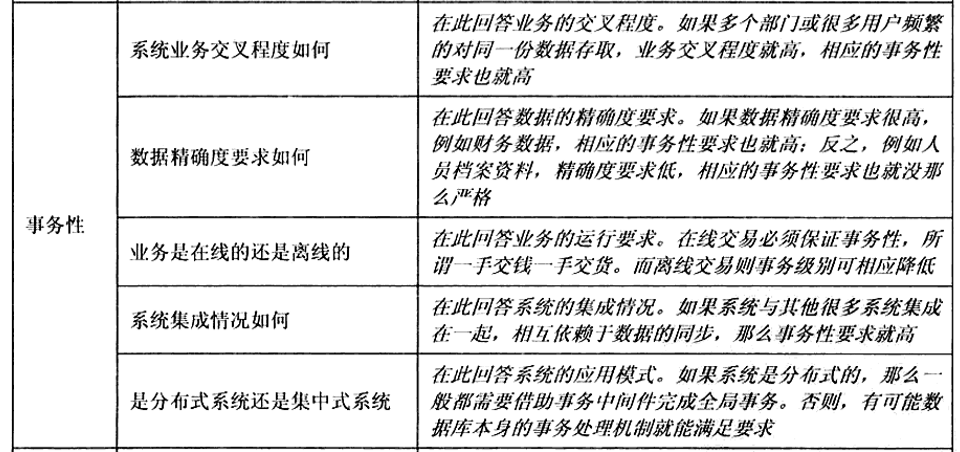 事务性
系统业务交叉程度如何
在此回答业务的交叉程度。如果多个部门或很多用户频繁
的对同一份数据存取，业务交叉程度就高，相应的事务性
要求也就高
数据精确度要求如何
在此回答数据的精确度要求。如果数据精确度要求很高，
例如财务数据，相应的事务性要求也就高；反之，例如人
员档案资料，精确度要求低，相应的事务性要求也就没那
么严格
业务是在线的还是离线的
在此回答业务的运行要求。在线交易必须保证事务性，所
谓一手交钱一手交货。而离线交易则事务级别可相应降低
系统集成情况如何
在此回答系统的集成情况。如果系统与其他很多系统集成
在一起，相互依赖于数据的同步，那么事务性要求就高
是分布式系统还是集中式系统
在此回答系统的应用模式。如果系统是分布式的，那么一
般都需要借助事务中间件完成全局事务。否则，有可能数
据库本身的事务处理机制就能满足要求